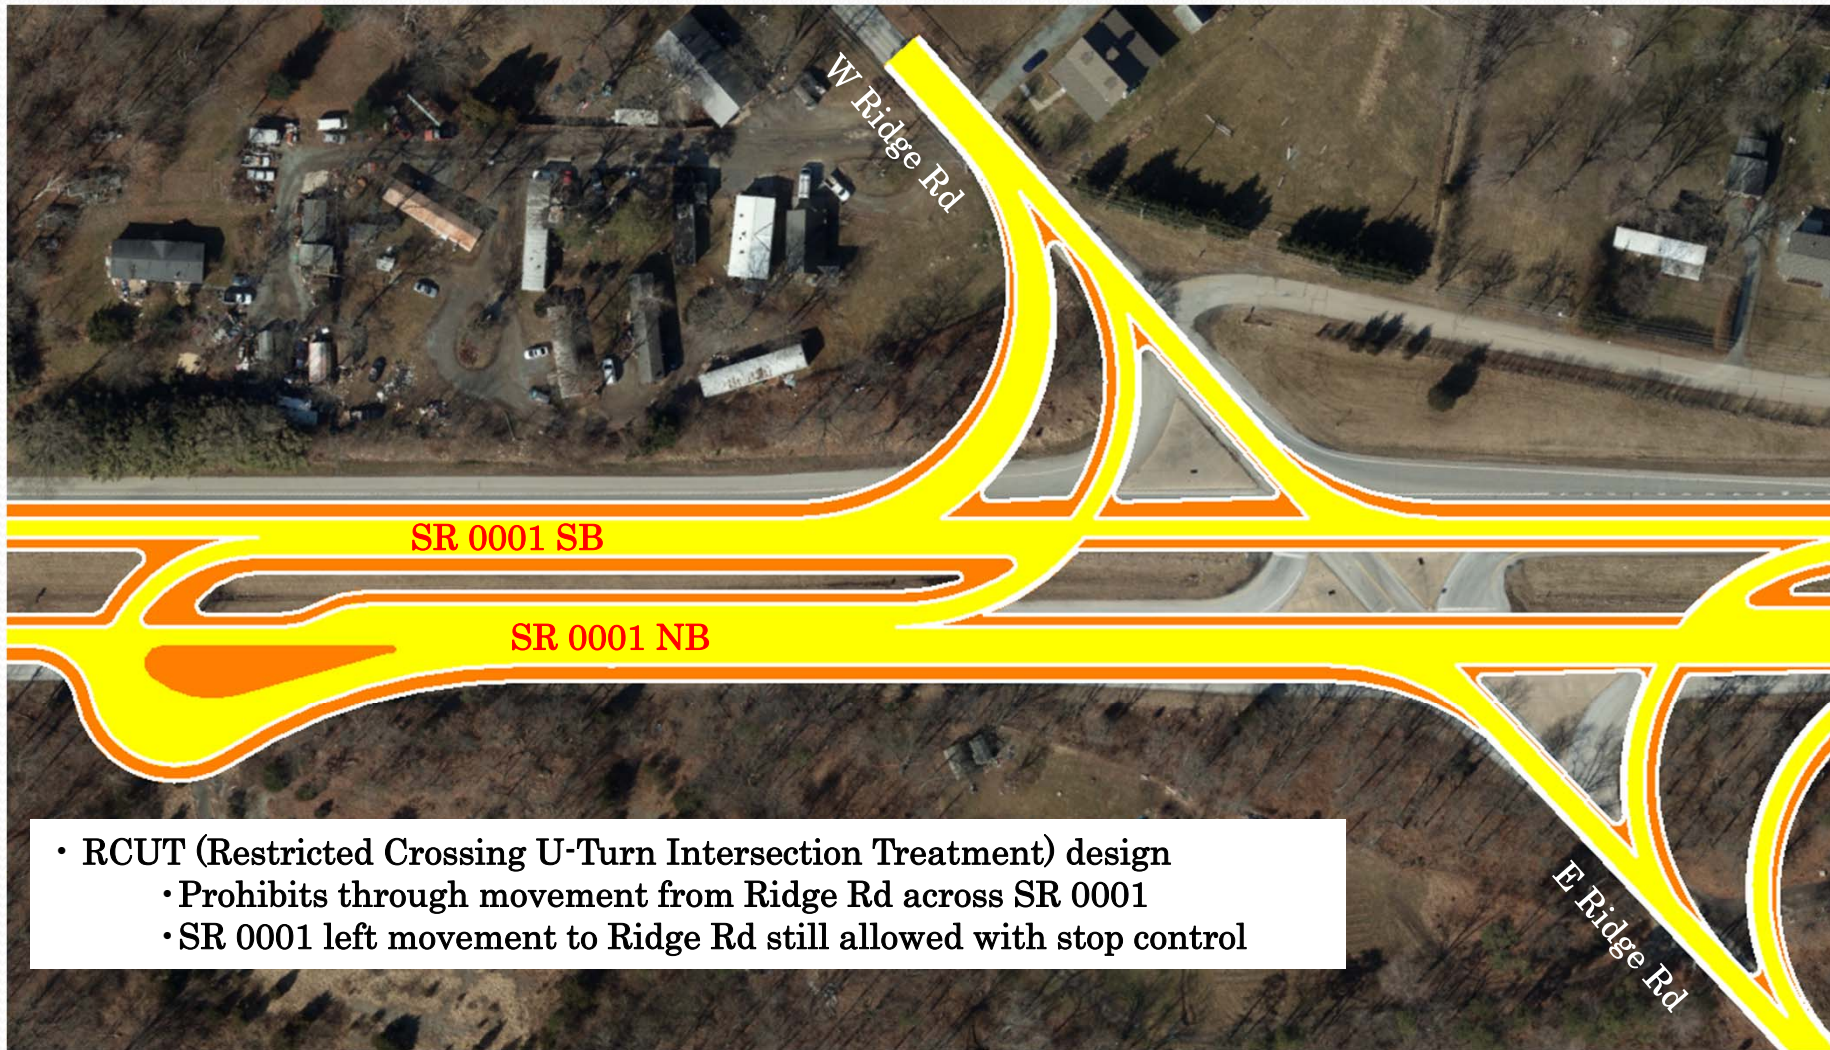 W Ridge Rd
SR 0001 SB
SR 0001 NB
• RCUT (Restricted Crossing U-Turn Intersection Treatment) design
•Prohibits through movement from Ridge Rd across SR 0001
•SR 0001 left movement to Ridge Rd still allowed with stop control
E Ridge Rd